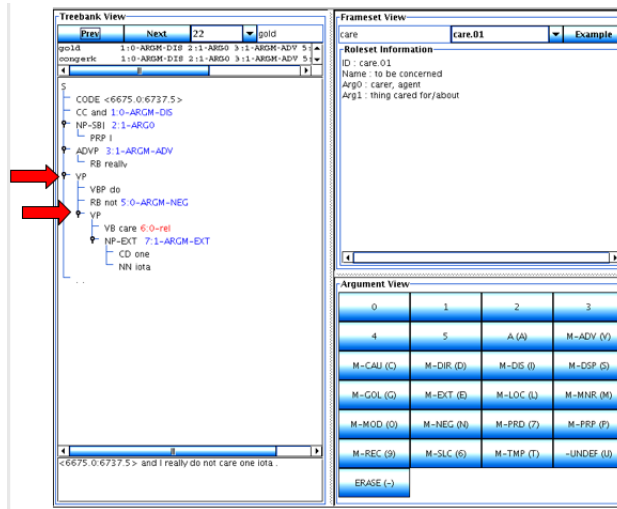 Treebank View
Prev Next 22 gold
gold 1:0-ARGM-DIS 2:1-ARG0 3:1-ARGM-ADV 5:
congerk 1:0-ARGM-DIS 2:1-ARG0 3:1-ARGM-ADV 5:
S
CODE <6675.0:6737.5>
CC and 1:0-ARGM-DIS
NP-SBJ 2:1-ARG0
PRP I
ADVP 3:1-ARGM-ADV
RB really
VP
VBP do
RB not 5:0-ARGM-NEG
VP
VB care 6:0-rel
NP-EXT 7:1-ARGM-EXT
CD one
NN iota
. .
<6675.0:6737.5> and I really do not care one iota .
Frameset View
care care.01 Example
Roleset Information
ID : care.01
Name : to be concerned
Arg0 : carer, agent
Arg1 : thing cared for/about
Argument View
0 1 2 3
4 5 A (A) M-ADV (V)
M-CAU (C) M-DIR (D) M-DIS (I) M-DSP (S)
M-GOL (G) M-EXT (E) M-LOC (L) M-MNR (M)
M-MOD (O) M-NEG (N) M-PRD (7) M-PRP (P)
M-REC (9) M-SLC (6) M-TMP (T) -UNDEF (U)
ERASE (-)